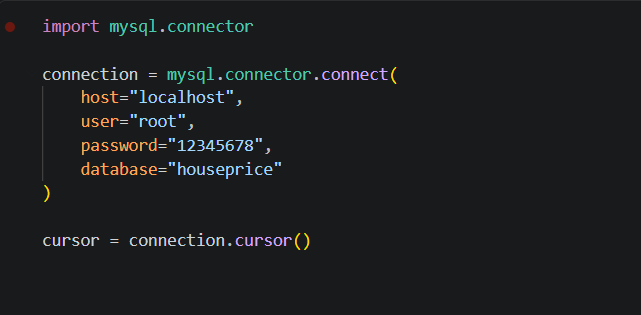 import mysql.connector
connection = mysql.connector.connect(
host="localhost",
user="root",
password="12345678",
database="houseprice"
)
cursor = connection.cursor()